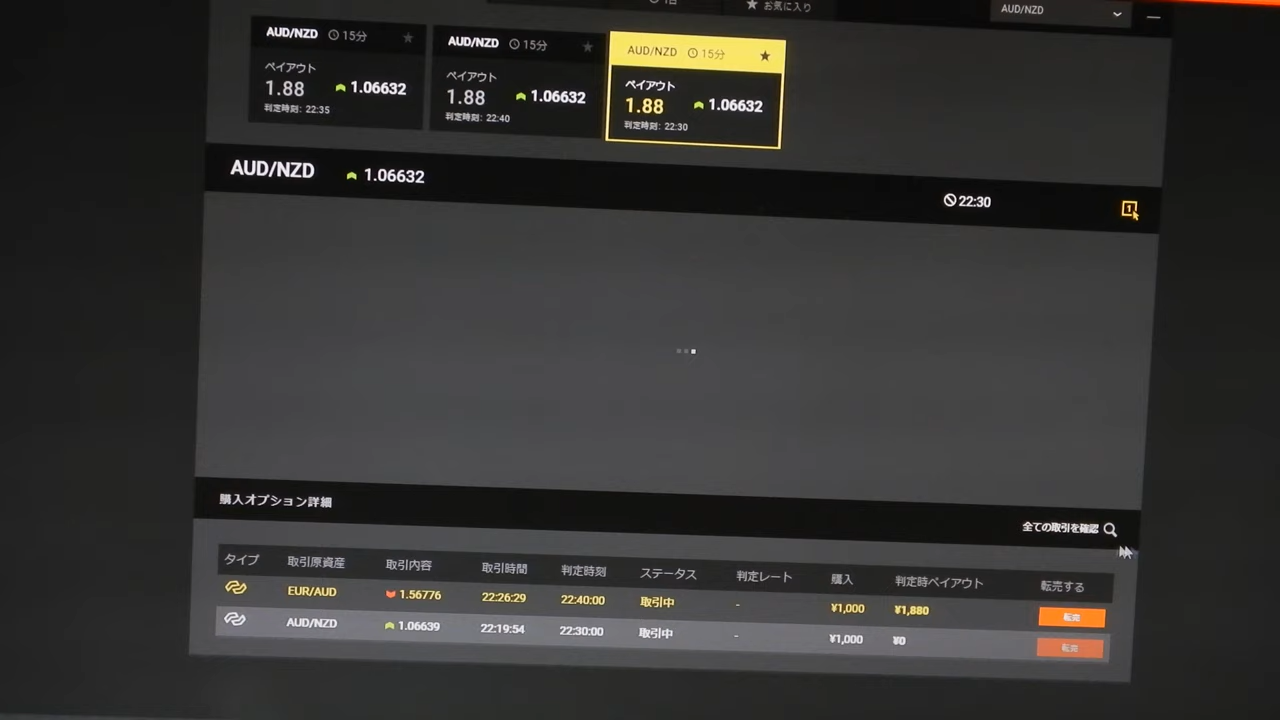 1日
お気に入り
AUD/NZD
AUD/NZD 15分
ペイアウト
1.88 1.06632
判定時刻: 22:35
AUD/NZD 15分
ペイアウト
1.88 1.06632
判定時刻: 22:40
AUD/NZD 15分
ペイアウト
1.88 1.06632
判定時刻: 22:30
AUD/NZD 1.06632
22:30
1
購入オプション詳細
全ての取引を確認
タイプ 取引原資産 取引内容 取引時間 判定時刻 ステータス 判定レート 購入 判定時ペイアウト 転売する
EUR/AUD 1.56776 22:26:29 22:40:00 取引中 - ¥1,000 ¥1,880 転売
AUD/NZD 1.06639 22:19:54 22:30:00 取引中 - ¥1,000 ¥0 転売